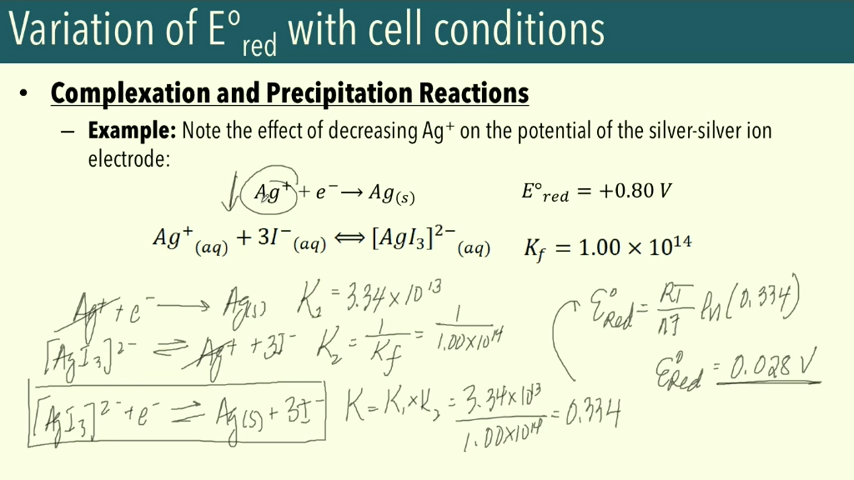 Variation of E°red with cell conditions
• Complexation and Precipitation Reactions
– Example: Note the effect of decreasing Ag⁺ on the potential of the silver-silver ion
electrode:
↓ Ag⁺ + e⁻ → Ag(s) E°red = +0.80 V
Ag⁺(aq) + 3I⁻(aq) ⟺ [AgI₃]²⁻(aq) Kf = 1.00 × 10¹⁴
Ag⁺ + e⁻ → Ag(s) K₁ = 3.34 × 10¹³
[AgI₃]²⁻ ⇌ Ag⁺ + 3I⁻ K₂ = 1/Kf = 1/1.00×10¹⁴
[AgI₃]²⁻ + e⁻ ⇌ Ag(s) + 3I⁻ K = K₁ × K₂ = 3.34×10¹³/1.00×10¹⁴ = 0.334
E°Red = RT/nF ln(0.334)
E°Red = 0.028 V